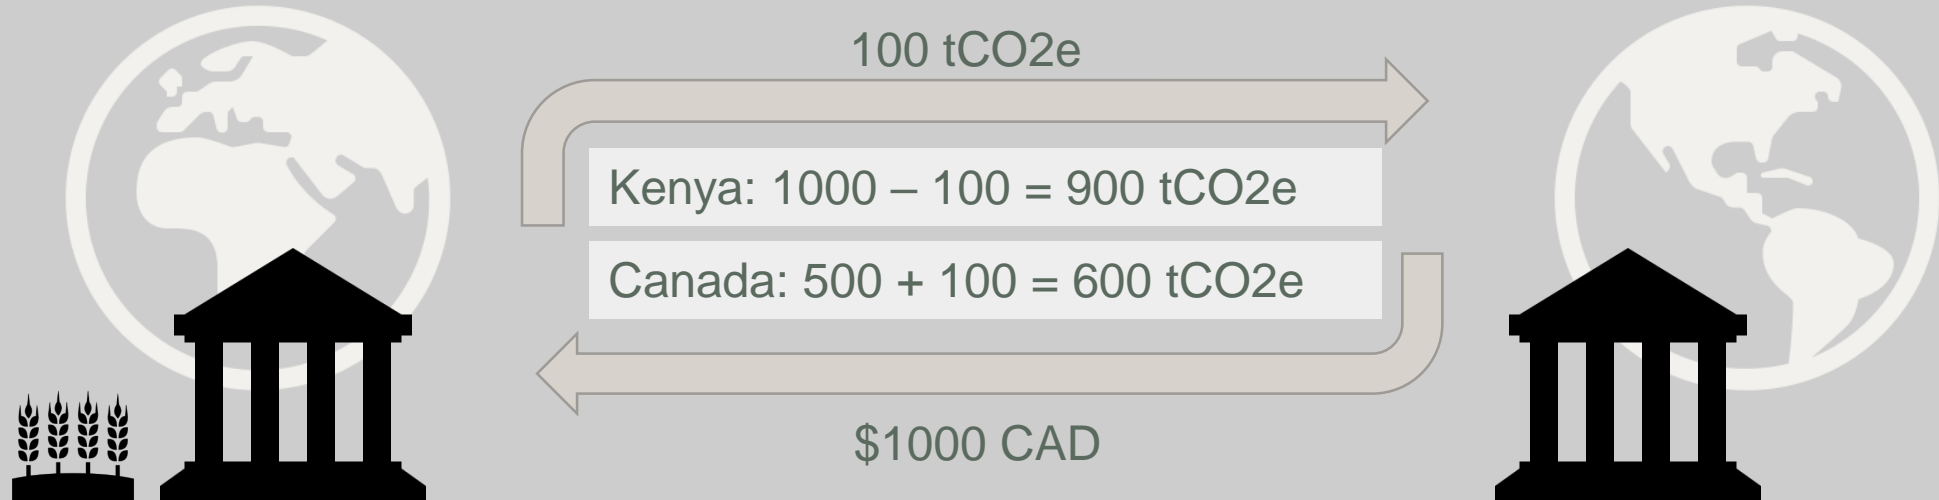 100 tCO2e
Kenya: 1000 – 100 = 900 tCO2e
Canada: 500 + 100 = 600 tCO2e
$1000 CAD